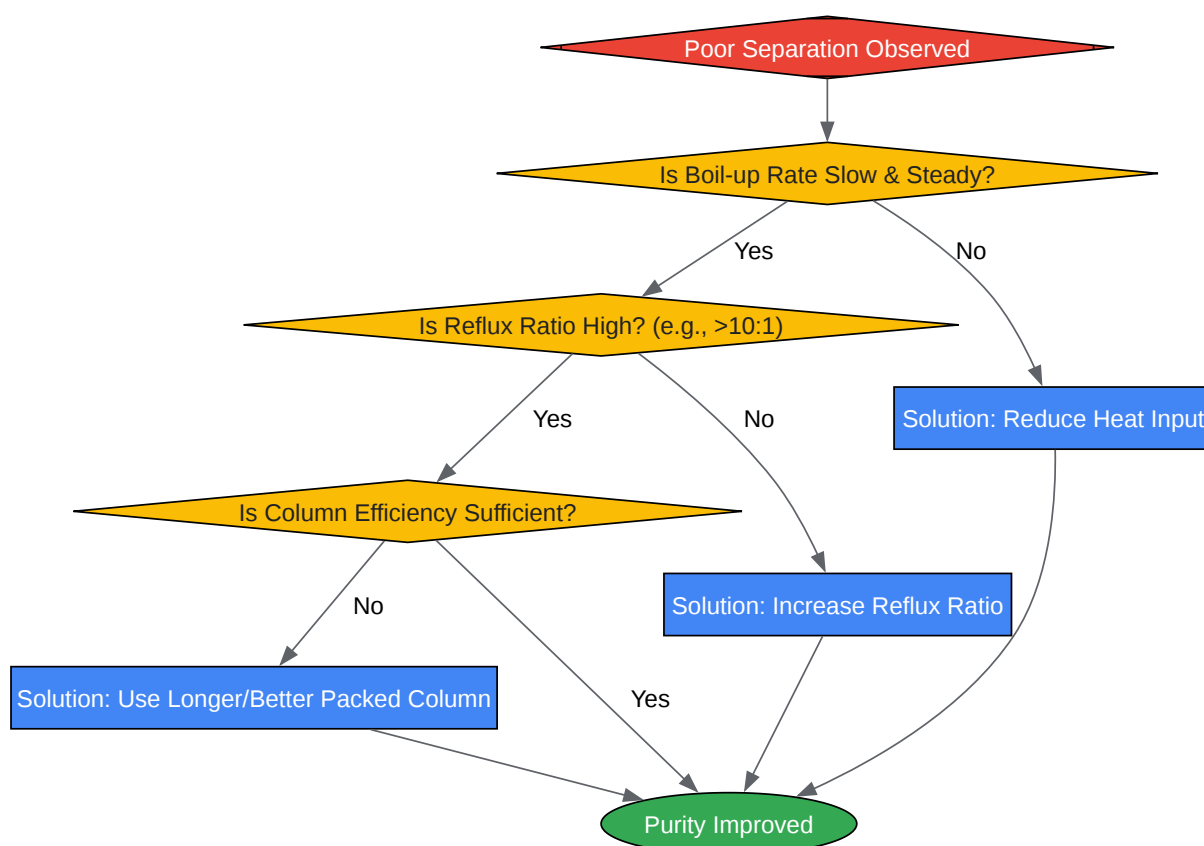 Poor Separation Observed
Is Boil-up Rate Slow & Steady?
Yes
No
Is Reflux Ratio High? (e.g., >10:1)
Solution: Reduce Heat Input
Yes
No
Is Column Efficiency Sufficient?
Solution: Increase Reflux Ratio
No
Solution: Use Longer/Better Packed Column
Yes
Purity Improved